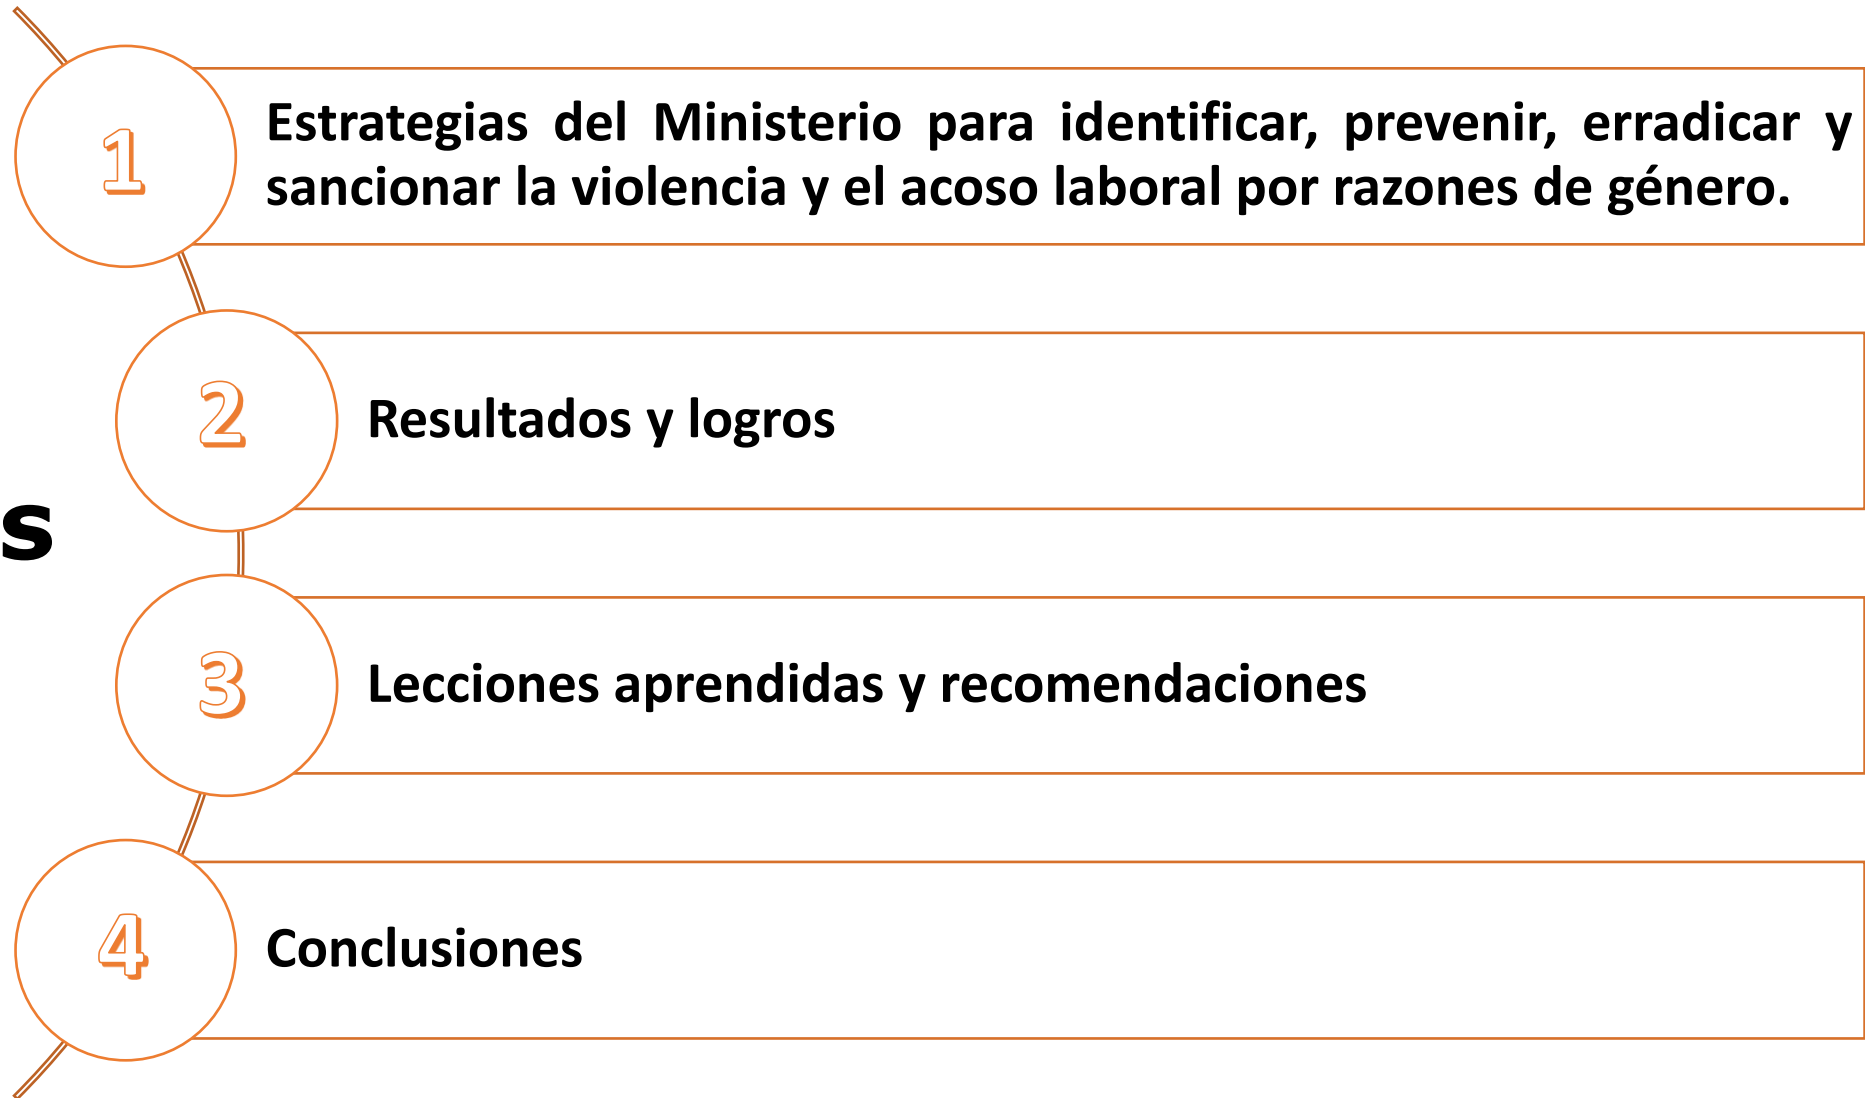 1
Estrategias del Ministerio para identificar, prevenir, erradicar y
sancionar la violencia y el acoso laboral por razones de género.
2
Resultados y logros
s
3
Lecciones aprendidas y recomendaciones
4
Conclusiones